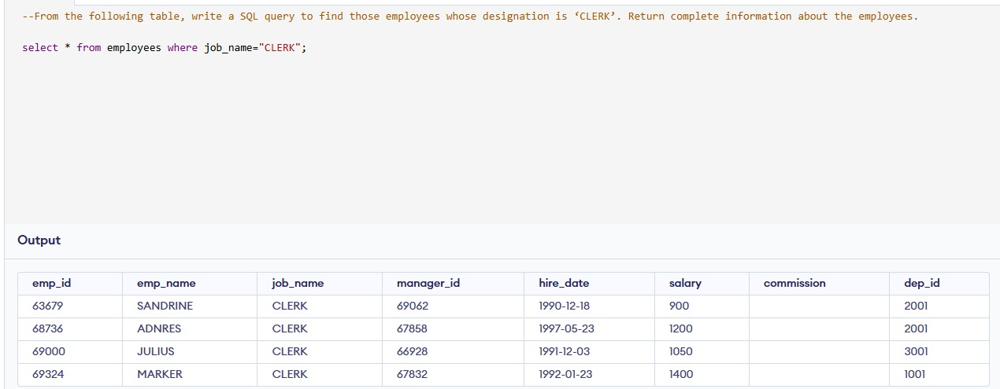 --From the following table, write a SQL query to find those employees whose designation is ‘CLERK’. Return complete information about the employees.
select * from employees where job_name="CLERK";
Output
emp_id emp_name job_name manager_id hire_date salary commission dep_id
63679 SANDRINE CLERK 69062 1990-12-18 900 2001
68736 ADNRES CLERK 67858 1997-05-23 1200 2001
69000 JULIUS CLERK 66928 1991-12-03 1050 3001
69324 MARKER CLERK 67832 1992-01-23 1400 1001